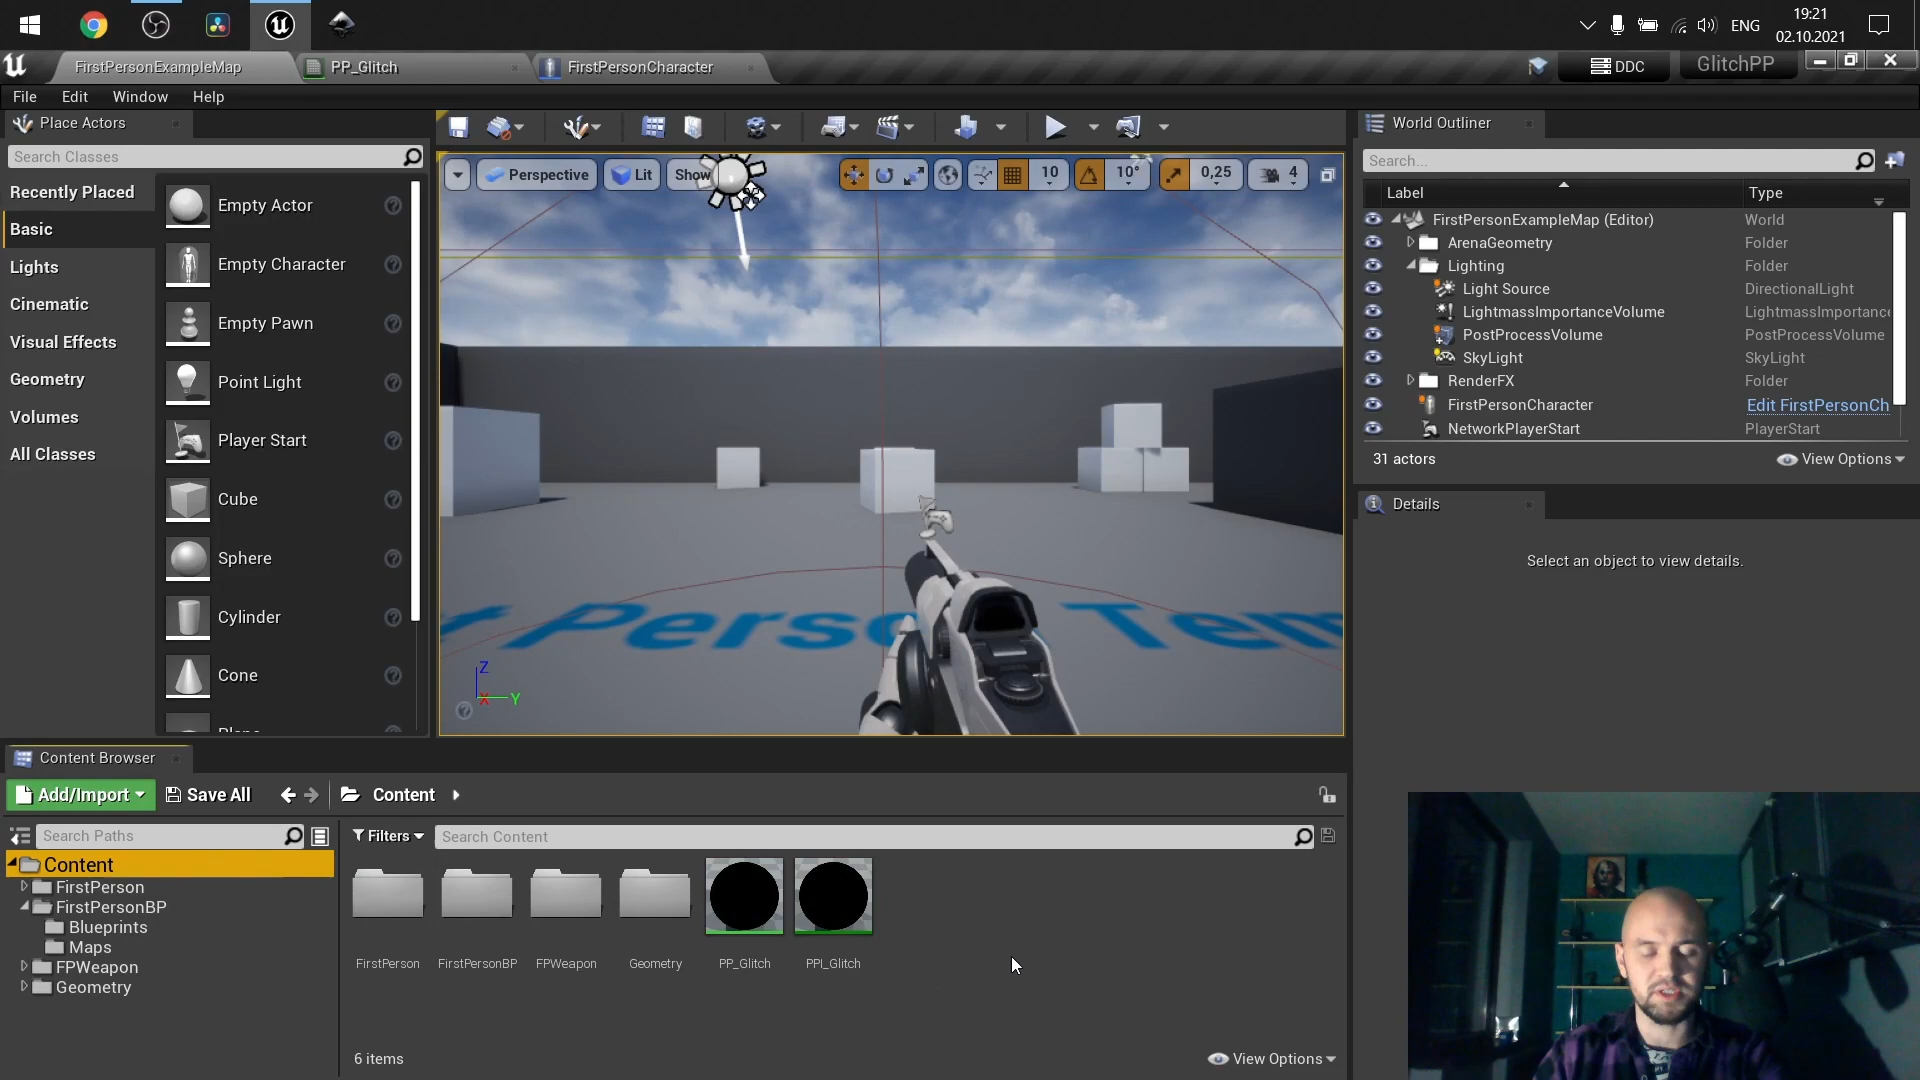 ENG
19:21
02.10.2021
FirstPersonExampleMap
PP_Glitch
FirstPersonCharacter
DDC
GlitchPP
File Edit Window Help
Place Actors
Search Classes
Recently Placed
Basic
Lights
Cinematic
Visual Effects
Geometry
Volumes
All Classes
Empty Actor
Empty Character
Empty Pawn
Point Light
Player Start
Cube
Sphere
Cylinder
Cone
Perspective
Lit
Show
10
10°
0,25
4
Z
X
Y
World Outliner
Search...
Label Type
FirstPersonExampleMap (Editor) World
ArenaGeometry Folder
Lighting Folder
Light Source DirectionalLight
LightmassImportanceVolume LightmassImportance
PostProcessVolume PostProcessVolume
SkyLight SkyLight
RenderFX Folder
FirstPersonCharacter Edit FirstPersonCh
NetworkPlayerStart PlayerStart
31 actors
View Options
Details
Select an object to view details.
Content Browser
Add/Import
Save All
Content
Search Paths
Filters
Search Content
Content
FirstPerson
FirstPersonBP
Blueprints
Maps
FPWeapon
Geometry
FirstPerson
FirstPersonBP
FPWeapon
Geometry
PP_Glitch
PPI_Glitch
6 items
View Options